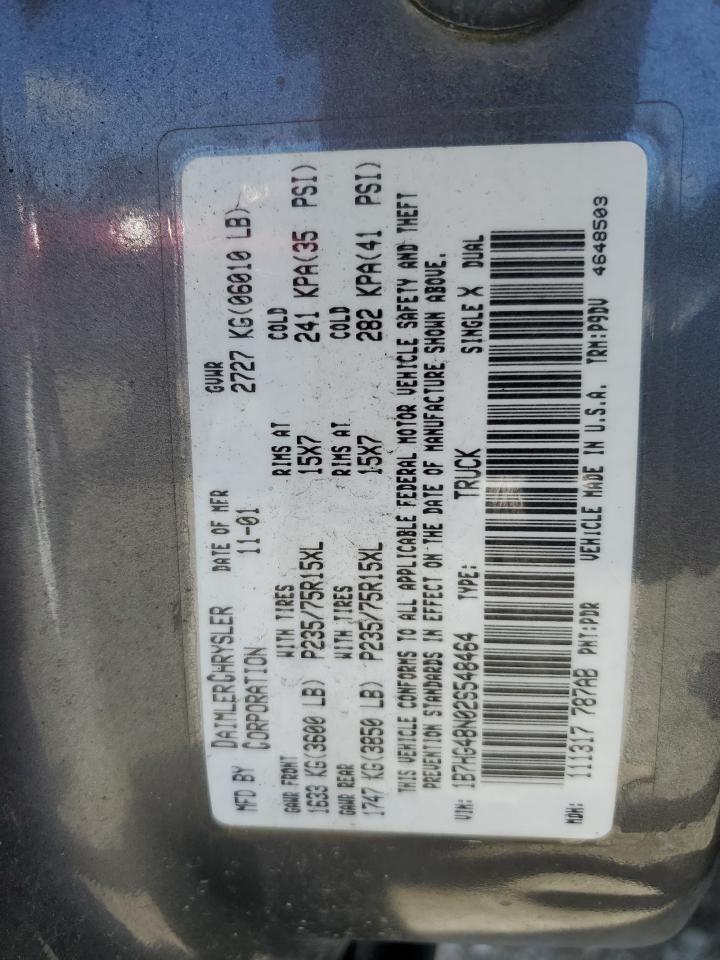 MFD BY DAIMLERCHRYSLER CORPORATION DATE OF MFR 11-01 GVWR 2727 KG(06010 LB)
GAWR FRONT WITH TIRES RIMS AT COLD
1633 KG(3600 LB) P235/75R15XL 15X7 241 KPA(35 PSI)
GAWR REAR WITH TIRES RIMS AT COLD
1747 KG(3850 LB) P235/75R15XL 15X7 282 KPA(41 PSI)
THIS VEHICLE CONFORMS TO ALL APPLICABLE FEDERAL MOTOR VEHICLE SAFETY AND THEFT
PREVENTION STANDARDS IN EFFECT ON THE DATE OF MANUFACTURE SHOWN ABOVE.
VIN: 1B7HG48N02S548464 TYPE: TRUCK SINGLE X DUAL
MDH: 111317 787AB PNT:PDR VEHICLE MADE IN U.S.A. TRM:P9DV 4648503